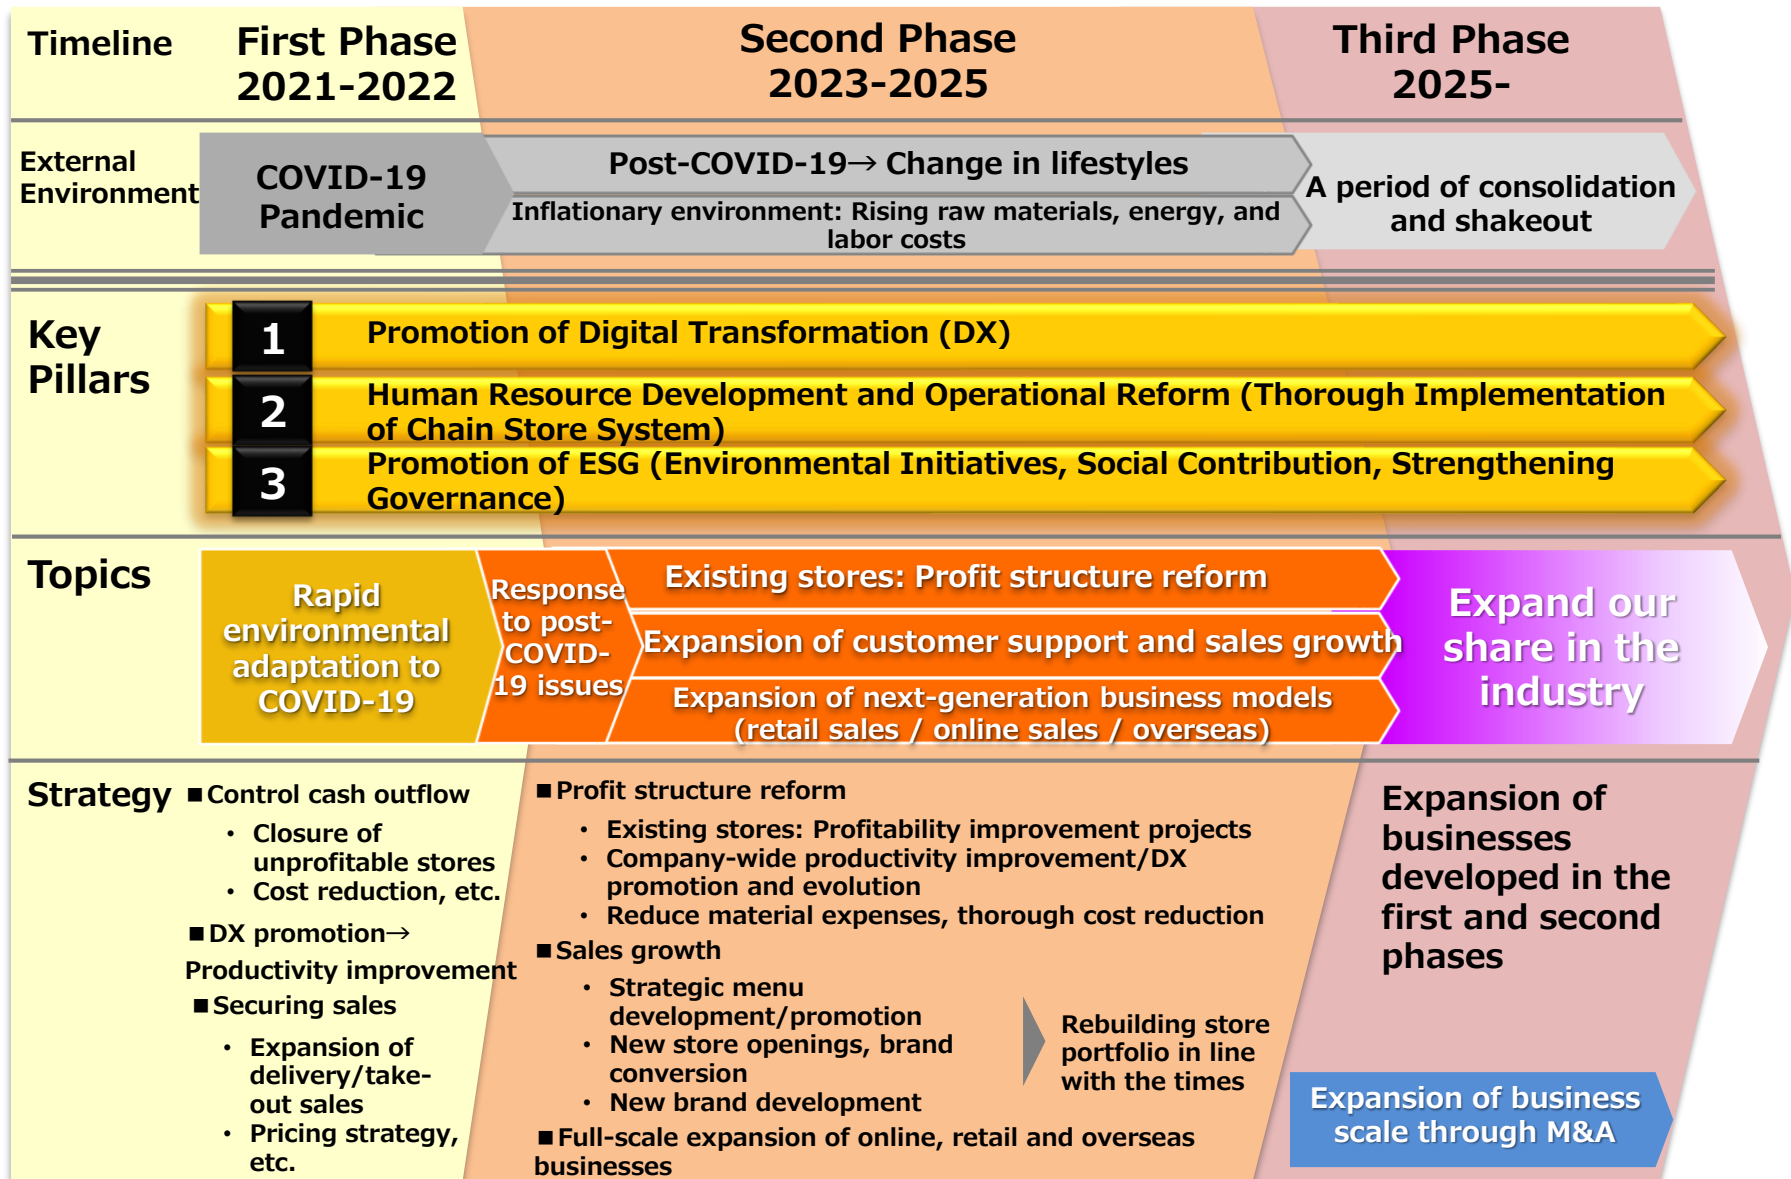 Timeline
First Phase
2021-2022
Second Phase
2023-2025
Third Phase
2025-
External
Environment
COVID-19
Pandemic
Post-COVID-19→ Change in lifestyles
Inflationary environment: Rising raw materials, energy, and
labor costs
A period of consolidation
and shakeout
Key
Pillars
1
Promotion of Digital Transformation (DX)
2
Human Resource Development and Operational Reform (Thorough Implementation
of Chain Store System)
3
Promotion of ESG (Environmental Initiatives, Social Contribution, Strengthening
Governance)
Topics
Rapid
environmental
adaptation to
COVID-19
Response
to post-
COVID-
19 issues
Existing stores: Profit structure reform
Expansion of customer support and sales growth
Expansion of next-generation business models
(retail sales / online sales / overseas)
Expand our
share in the
industry
Strategy
■Control cash outflow
• Closure of
unprofitable stores
• Cost reduction, etc.
■DX promotion→
Productivity improvement
■Securing sales
• Expansion of
delivery/take-
out sales
• Pricing strategy,
etc.
■Profit structure reform
• Existing stores: Profitability improvement projects
• Company-wide productivity improvement/DX
promotion and evolution
• Reduce material expenses, thorough cost reduction
■Sales growth
• Strategic menu
development/promotion
• New store openings, brand
conversion
• New brand development
Rebuilding store
portfolio in line
with the times
■Full-scale expansion of online, retail and overseas
businesses
Expansion of
businesses
developed in the
first and second
phases
Expansion of business
scale through M&A